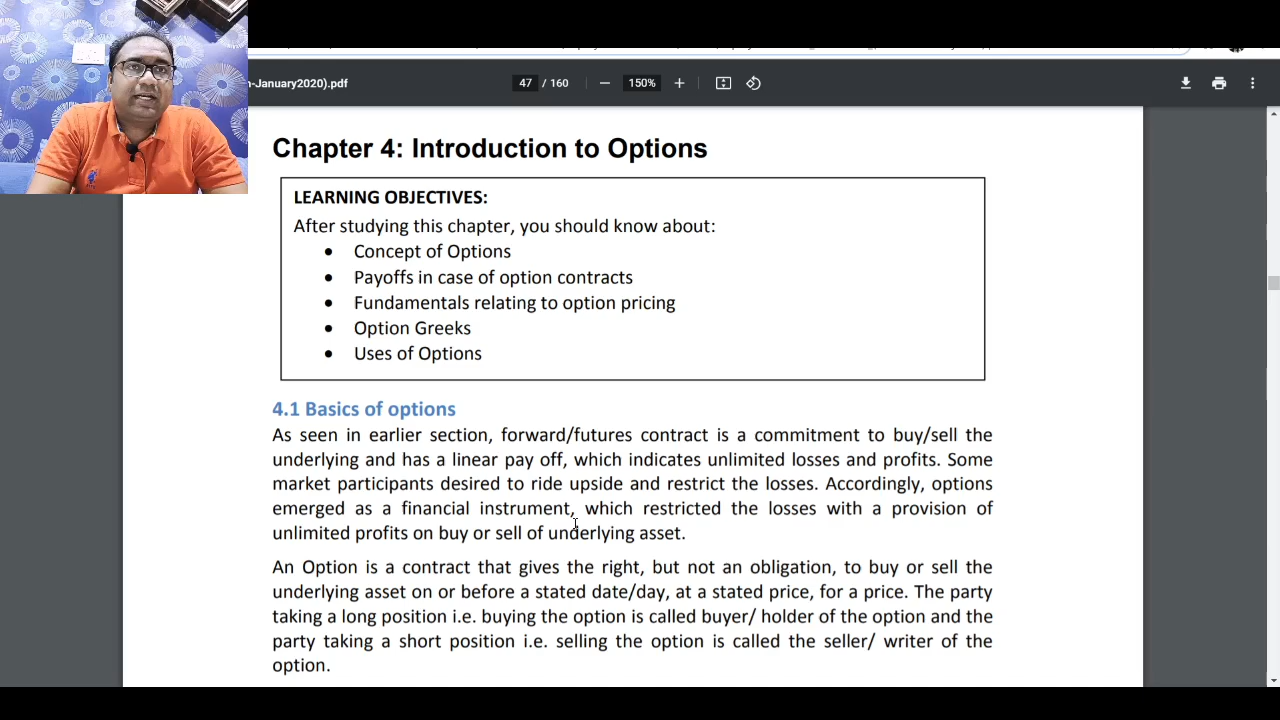 n-January2020).pdf
47 / 160
150%
Chapter 4: Introduction to Options
LEARNING OBJECTIVES:
After studying this chapter, you should know about:
• Concept of Options
• Payoffs in case of option contracts
• Fundamentals relating to option pricing
• Option Greeks
• Uses of Options
4.1 Basics of options
As seen in earlier section, forward/futures contract is a commitment to buy/sell the
underlying and has a linear pay off, which indicates unlimited losses and profits. Some
market participants desired to ride upside and restrict the losses. Accordingly, options
emerged as a financial instrument, which restricted the losses with a provision of
unlimited profits on buy or sell of underlying asset.
An Option is a contract that gives the right, but not an obligation, to buy or sell the
underlying asset on or before a stated date/day, at a stated price, for a price. The party
taking a long position i.e. buying the option is called buyer/ holder of the option and the
party taking a short position i.e. selling the option is called the seller/ writer of the
option.